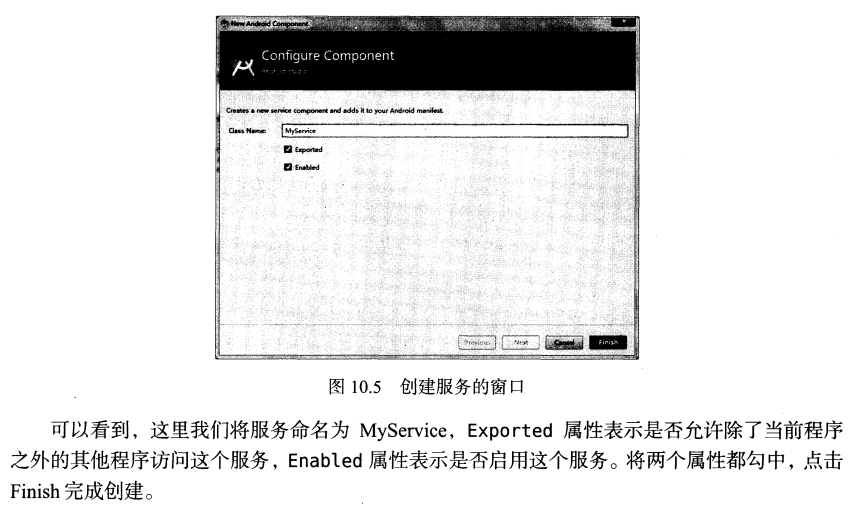 New Android Component
Configure Component
Android Studio
Creates a new service component and adds it to your Android manifest.
Class Name: MyService
Exported
Enabled
Previous Next Cancel Finish
图 10.5 创建服务的窗口
可以看到，这里我们将服务命名为 MyService，Exported 属性表示是否允许除了当前程序
之外的其他程序访问这个服务，Enabled 属性表示是否启用这个服务。将两个属性都勾中，点击
Finish 完成创建。